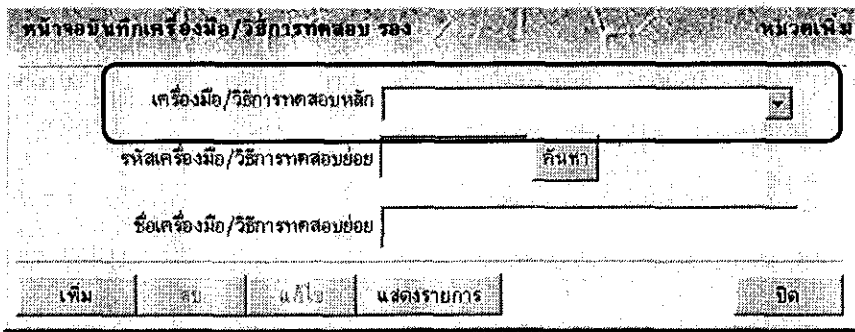 หน้าจอบันทึกเครื่องมือ/วิธีการทดสอบ รอง หมวดเพิ่ม
เครื่องมือ/วิธีการทดสอบหลัก
รหัสเครื่องมือ/วิธีการทดสอบย่อย ค้นหา
ชื่อเครื่องมือ/วิธีการทดสอบย่อย
เพิ่ม ลบ แก้ไข แสดงรายการ ปิด